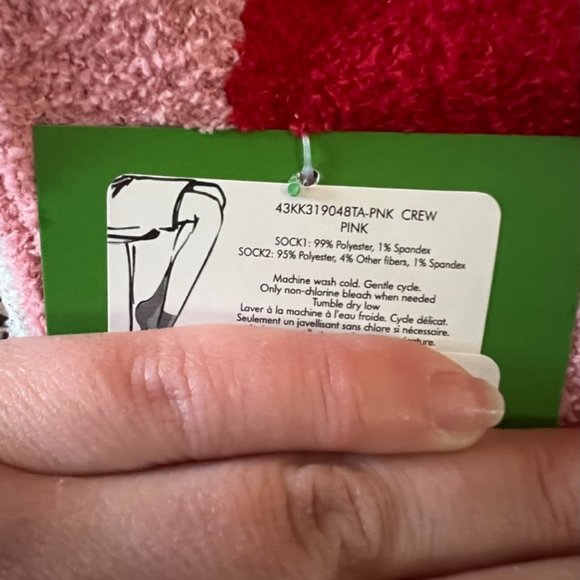 43KK319048TA-PNK CREW
PINK
SOCK1: 99% Polyester, 1% Spandex
SOCK2: 95% Polyester, 4% Other fibers, 1% Spandex
Machine wash cold. Gentle cycle.
Only non-chlorine bleach when needed
Tumble dry low
Laver à la machine à l'eau froide. Cycle délicat.
Seulement un javellisant sans chlore si nécessaire.